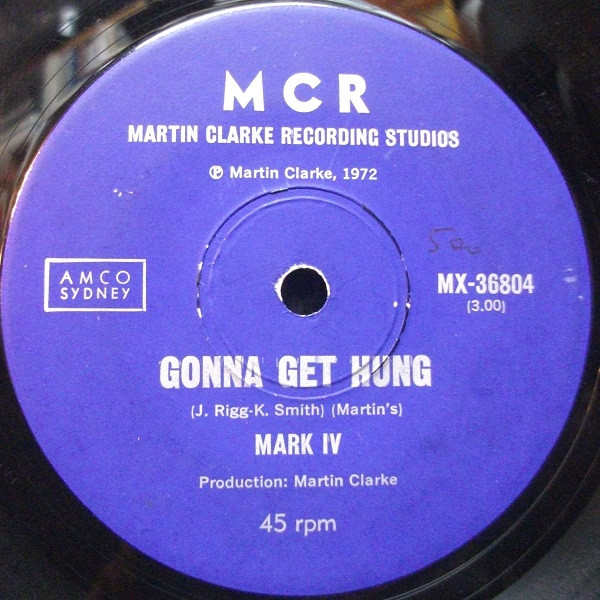 MCR
MARTIN CLARKE RECORDING STUDIOS
℗ Martin Clarke, 1972
500
AMCO
SYDNEY
MX-36804
(3.00)
GONNA GET HUNG
(J. Rigg-K. Smith) (Martin's)
MARK IV
Production: Martin Clarke
45 rpm